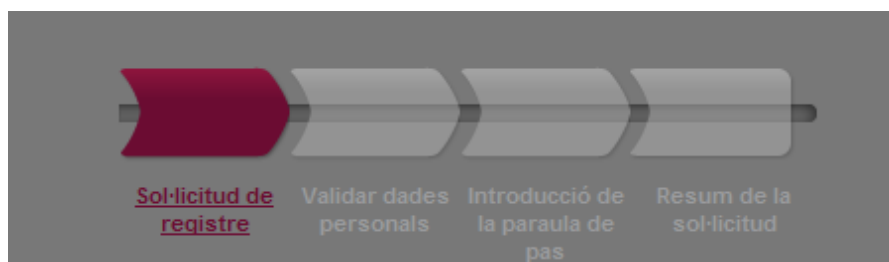 Sol·licitud de
registre
Validar dades
personals
Introducció de
la paraula de
pas
Resum de la
sol·licitud